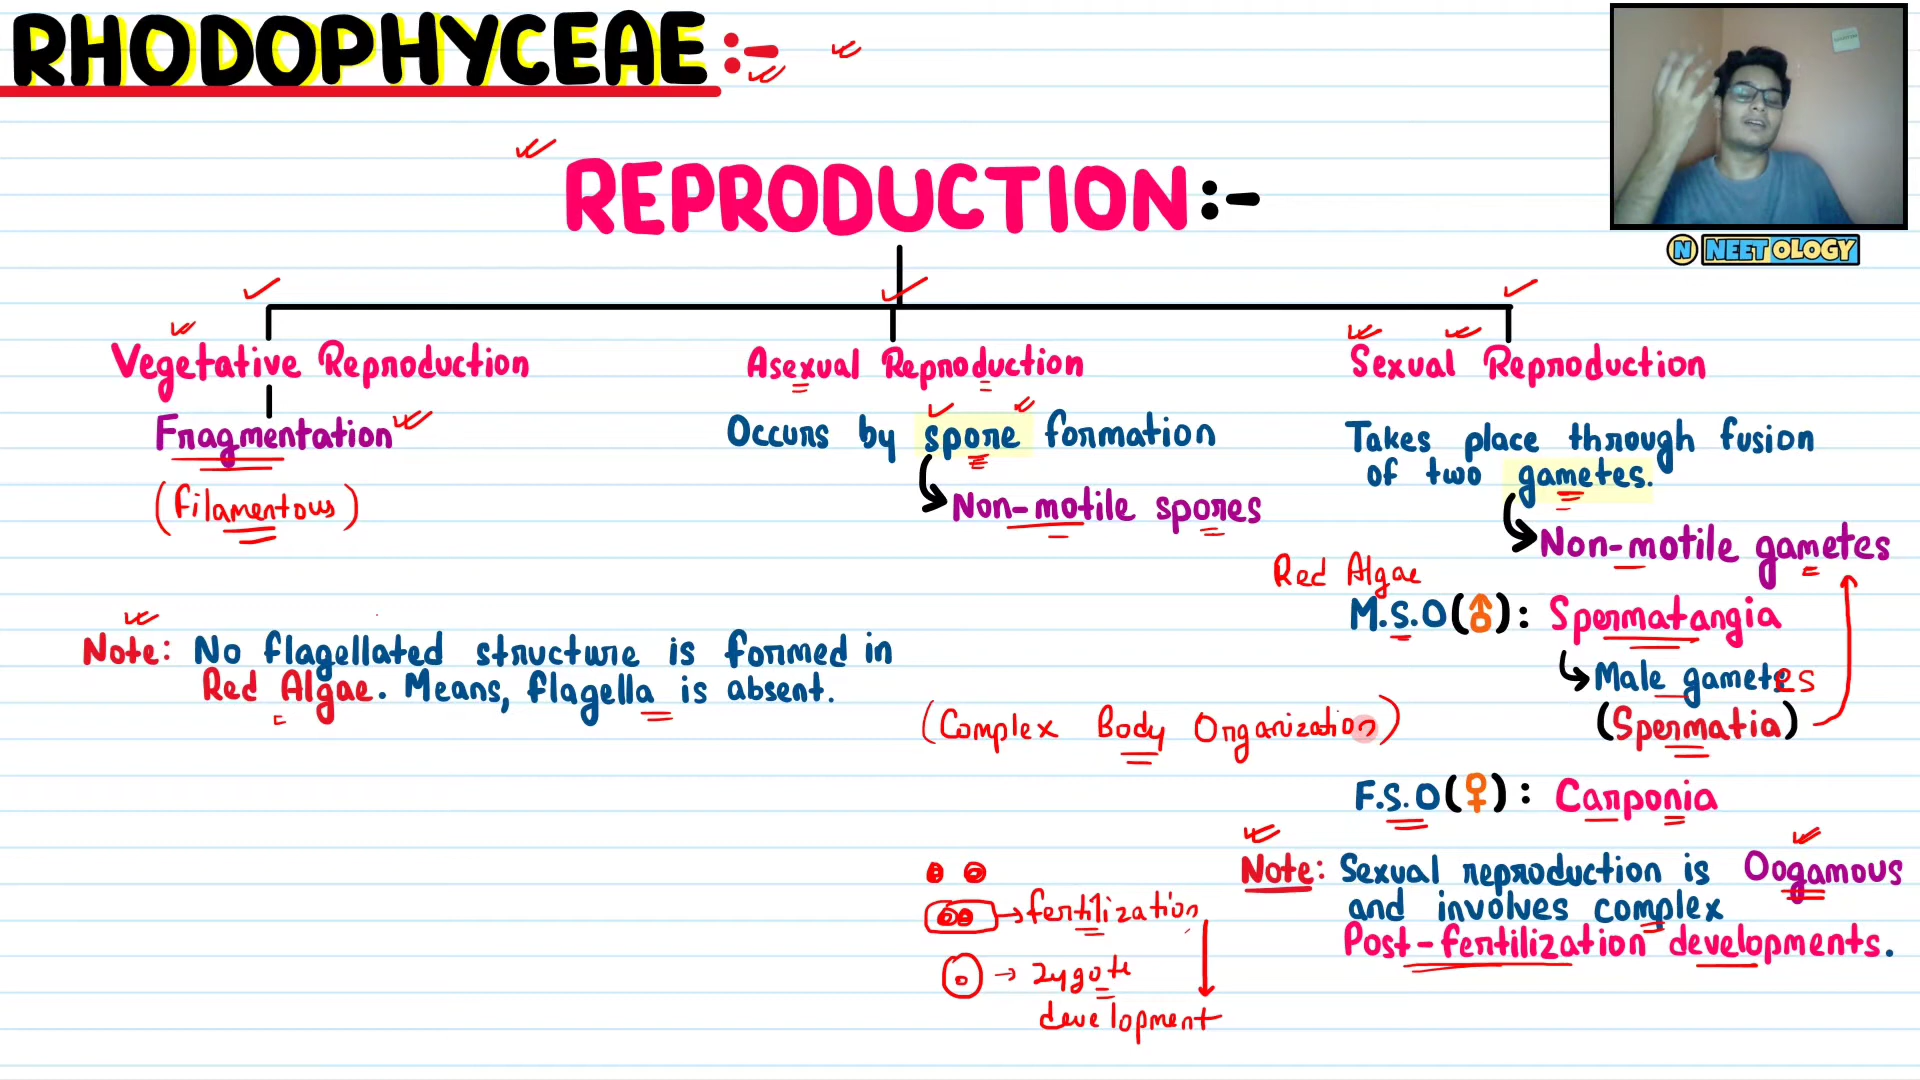 RHODOPHYCEAE :-
REPRODUCTION :-
N NEETOLOGY
Vegetative Reproduction
Fragmentation
(filamentous)
Asexual Reproduction
Occurs by spore formation
Non-motile spores
Sexual Reproduction
Takes place through fusion
of two gametes.
Non-motile gametes
Red Algae
M.S.O(♂): Spermatangia
Male gametes
(Spermatia)
Note: No flagellated structure is formed in
Red Algae. Means, flagella is absent.
(Complex Body Organization)
F.S.O(♀): Carponia
Note: Sexual reproduction is Oogamous
and involves complex
Post-fertilization developments.
→ fertilization
→ zygote
development